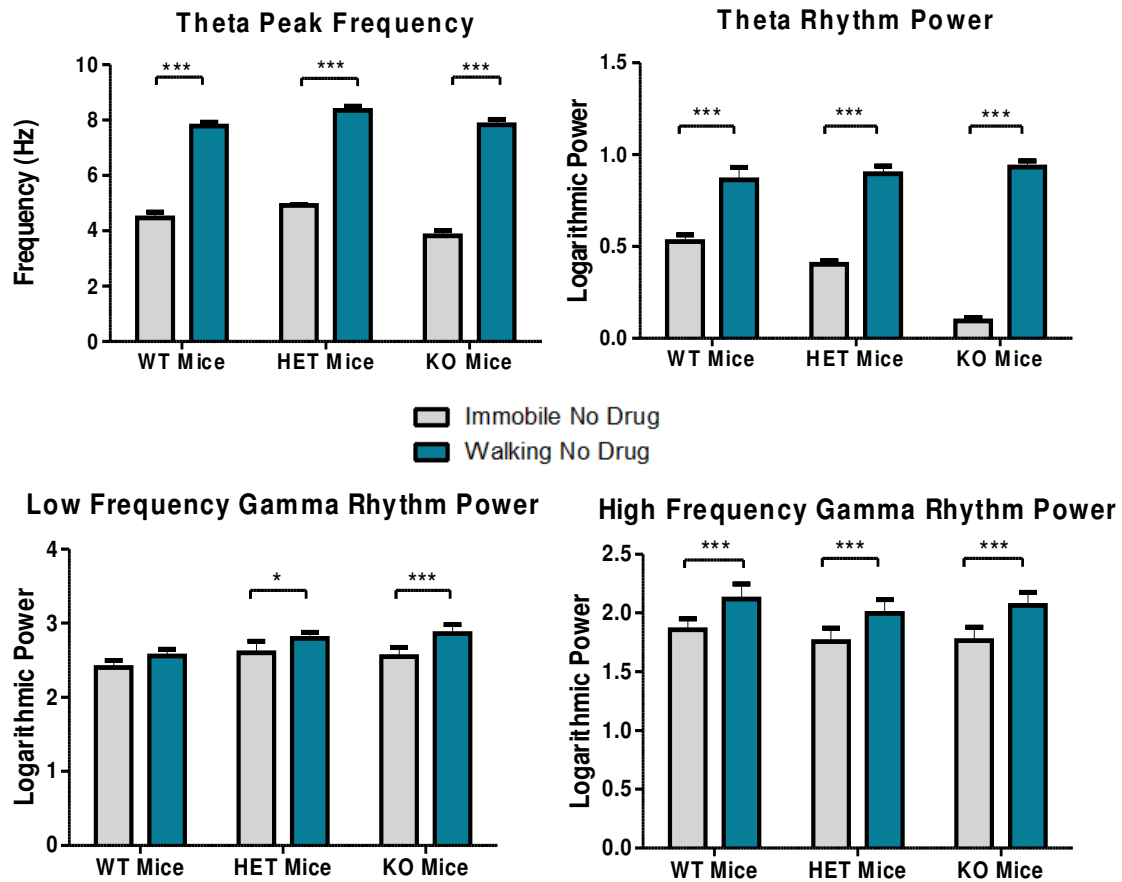 Theta Peak Frequency
Frequency (Hz)
10
8
6
4
2
0
***
***
***
WT Mice
HET Mice
KO Mice
Theta Rhythm Power
Logarithmic Power
1.5
1.0
0.5
0.0
***
***
***
WT Mice
HET Mice
KO Mice
Immobile No Drug
Walking No Drug
Low Frequency Gamma Rhythm Power
Logarithmic Power
4
3
2
1
0
*
***
WT Mice
HET Mice
KO Mice
High Frequency Gamma Rhythm Power
Logarithmic Power
2.5
2.0
1.5
1.0
0.5
0.0
***
***
***
WT Mice
HET Mice
KO Mice